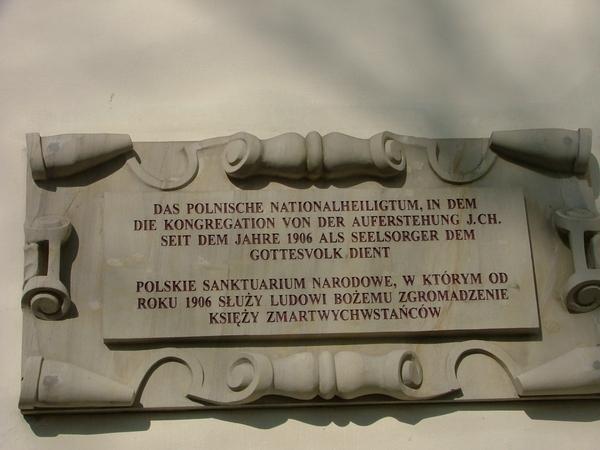 DAS POLNISCHE NATIONALHEILIGTUM, IN DEM
DIE KONGREGATION VON DER AUFERSTEHUNG J.CH.
SEIT DEM JAHRE 1906 ALS SEELSORGER DEM
GOTTESVOLK DIENT
POLSKIE SANKTUARIUM NARODOWE, W KTÓRYM OD
ROKU 1906 SŁUŻY LUDOWI BOŻEMU ZGROMADZENIE
KSIĘŻY ZMARTWYCHWSTAŃCÓW